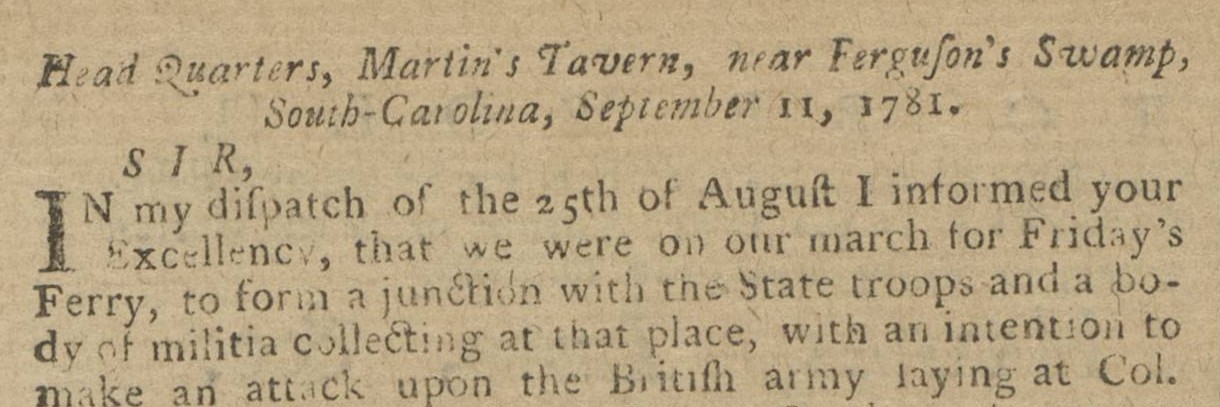 Head Quarters, Martin's Tavern, near Ferguſon's Swamp,
South-Carolina, September 11, 1781.
S I R,
IN my diſpatch of the 25th of Auguſt I informed your
Excellency, that we were on our march for Friday's
Ferry, to form a junction with the State troops and a bo-
dy of militia collecting at that place, with an intention to
make an attack upon the Britiſh army laying at Col.